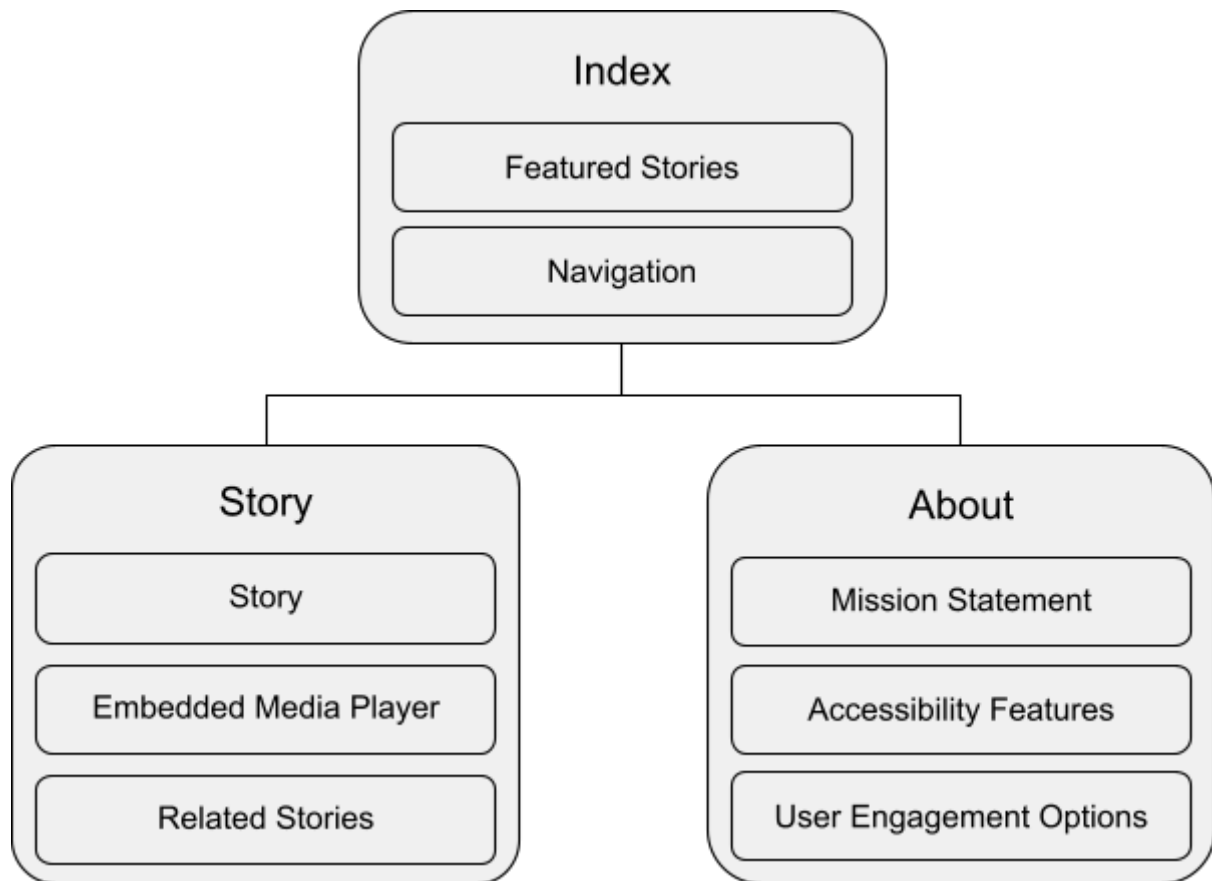 Index
Featured Stories
Navigation
Story
Story
Embedded Media Player
Related Stories
About
Mission Statement
Accessibility Features
User Engagement Options